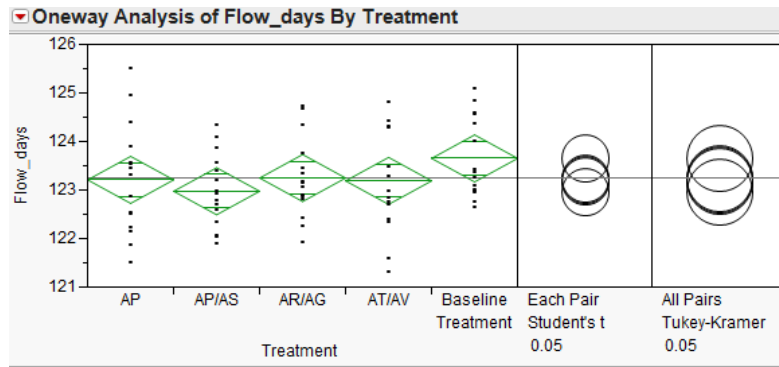 Oneway Analysis of Flow_days By Treatment
126
125
124
123
122
121
Flow_days
AP
AP/AS
AR/AG
AT/AV
Baseline
Treatment
Treatment
Each Pair
Student's t
0.05
All Pairs
Tukey-Kramer
0.05